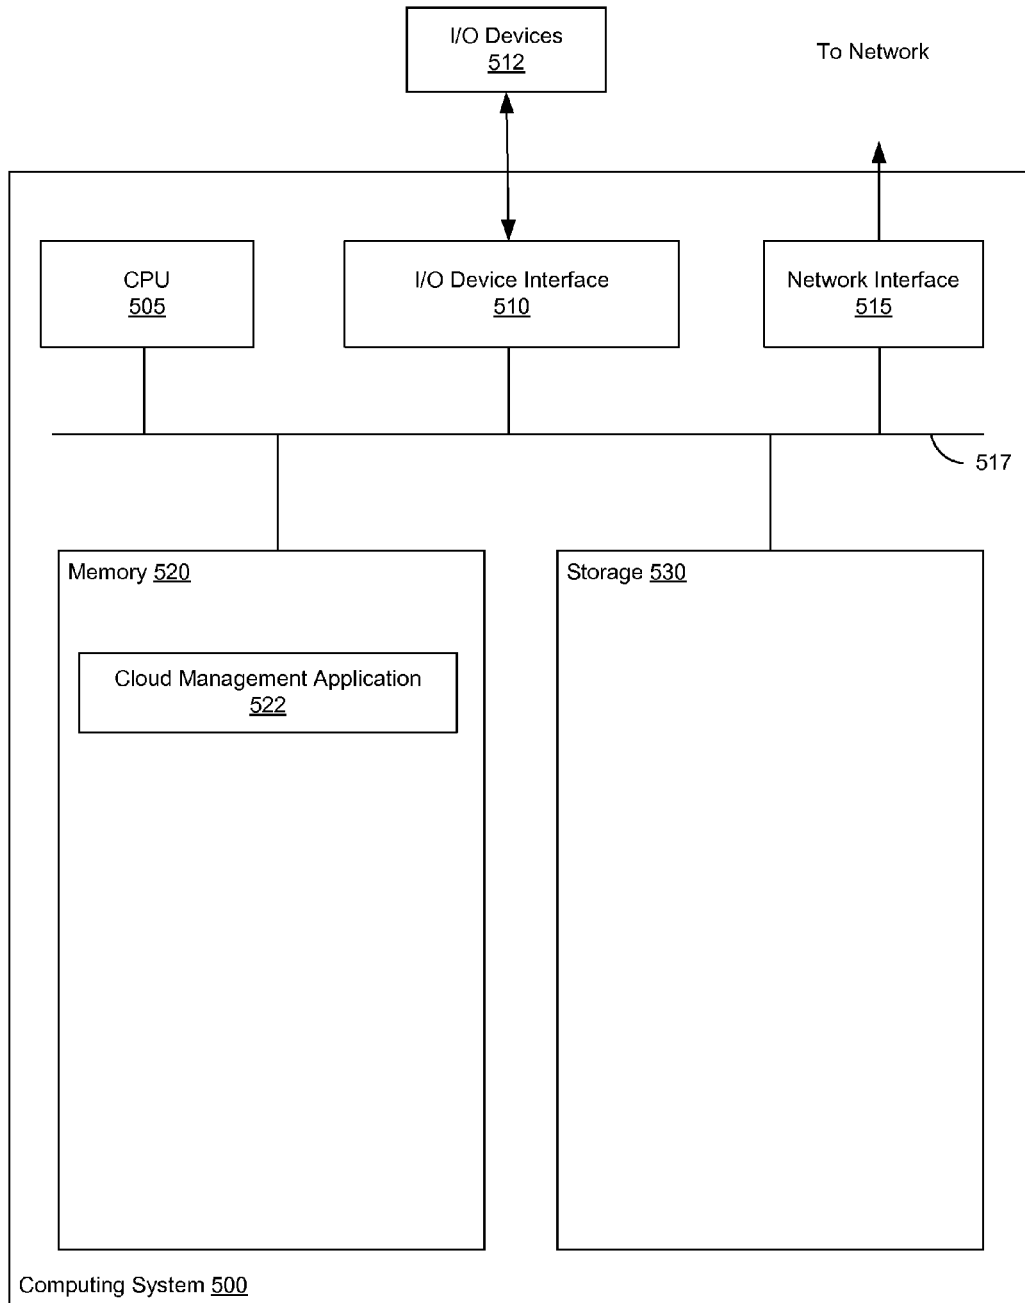 I/O Devices
512
To Network
CPU
505
I/O Device Interface
510
Network Interface
515
517
Memory 520
Storage 530
Cloud Management Application
522
Computing System 500